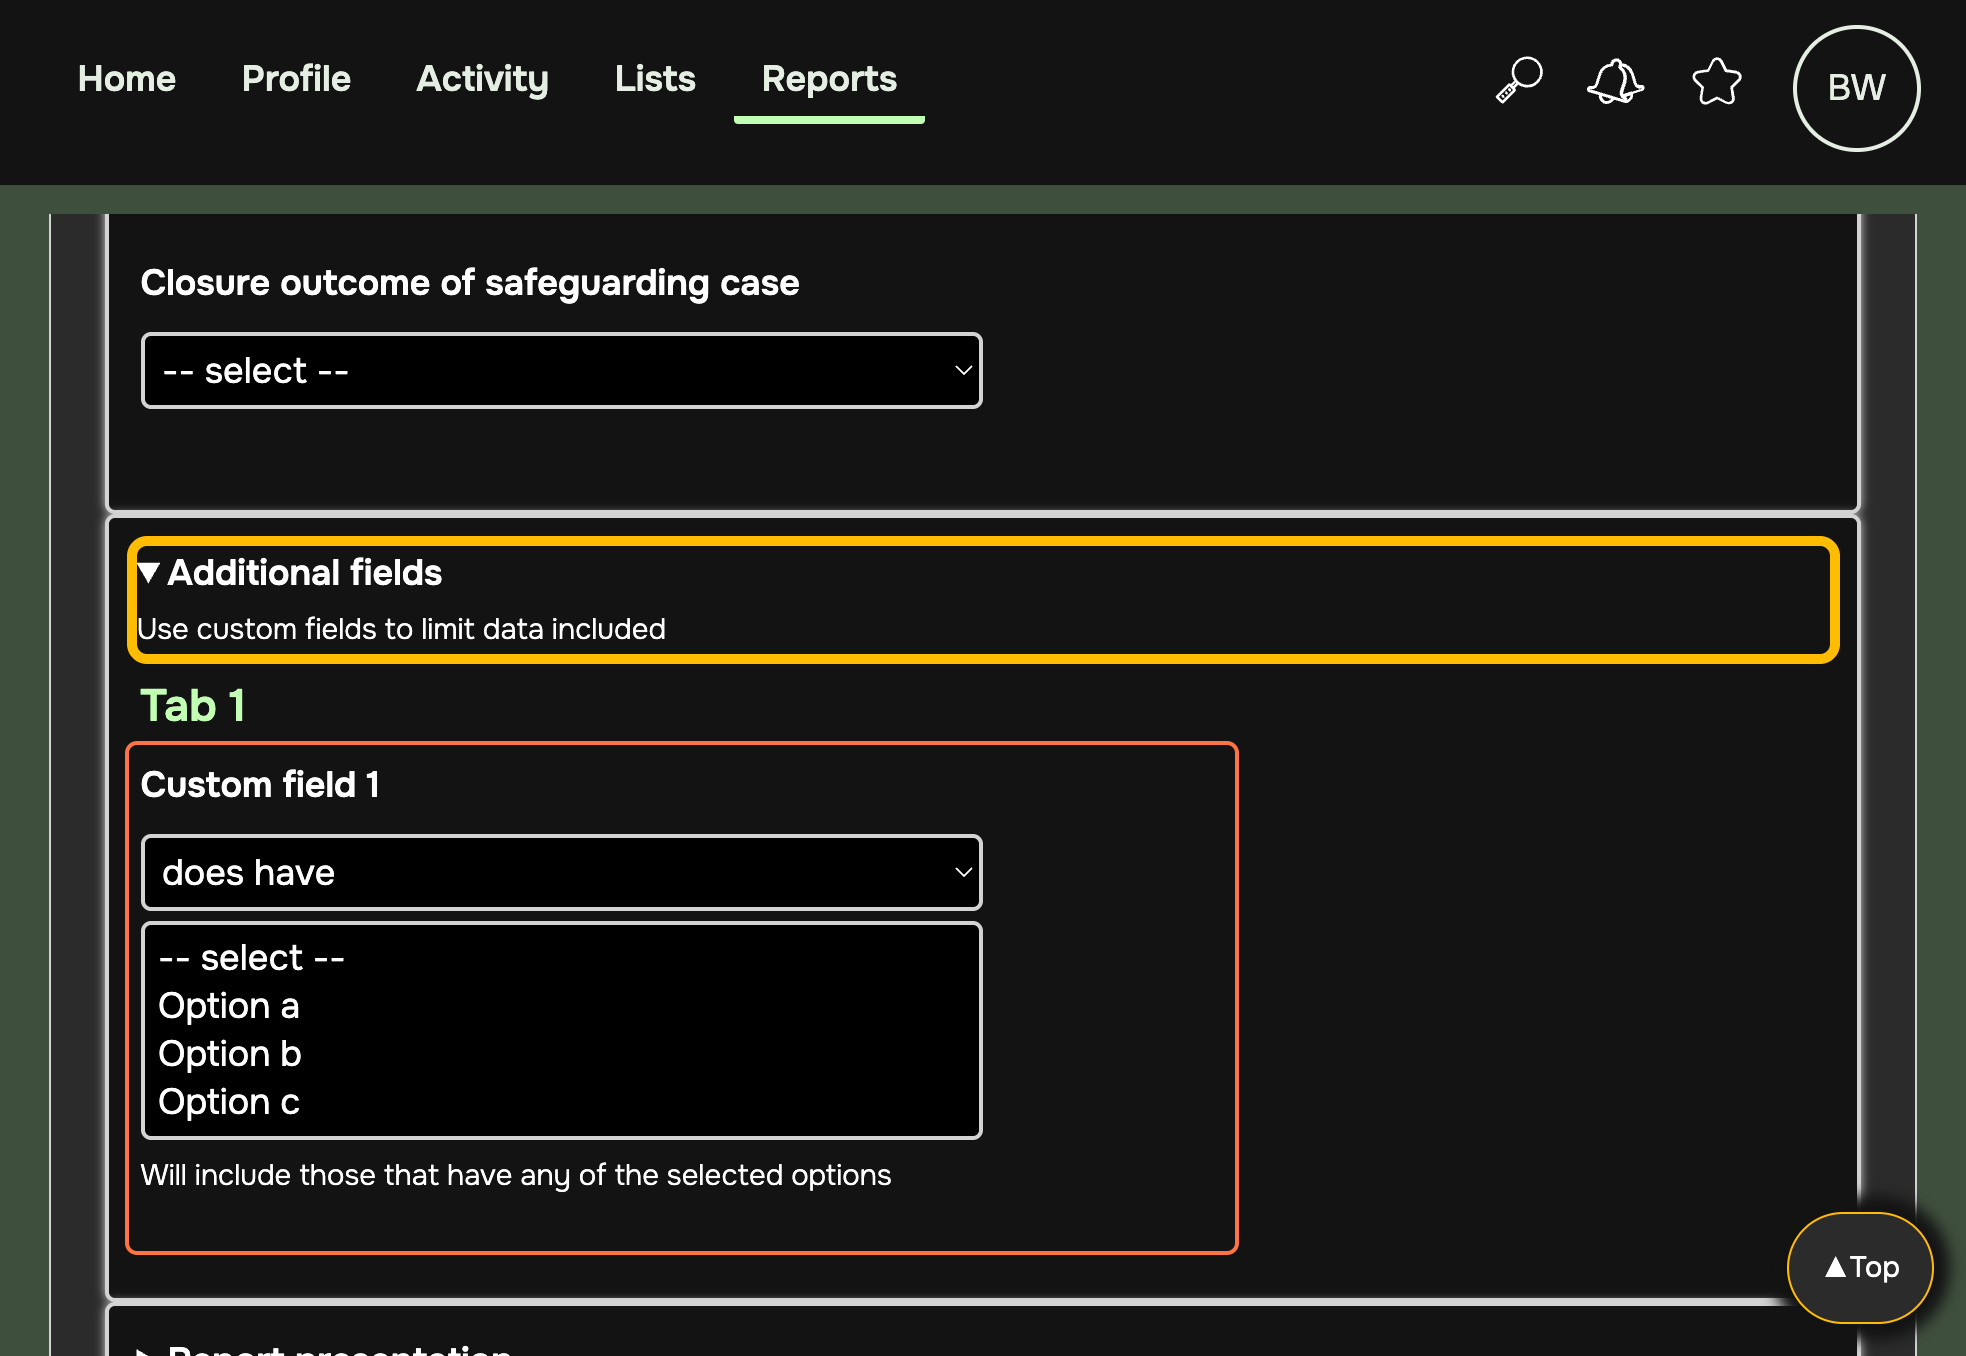 Home Profile Activity Lists Reports BW
Closure outcome of safeguarding case
-- select --
▼ Additional fields
Use custom fields to limit data included
Tab 1
Custom field 1
does have
-- select --
Option a
Option b
Option c
Will include those that have any of the selected options
▲Top
Report presentation